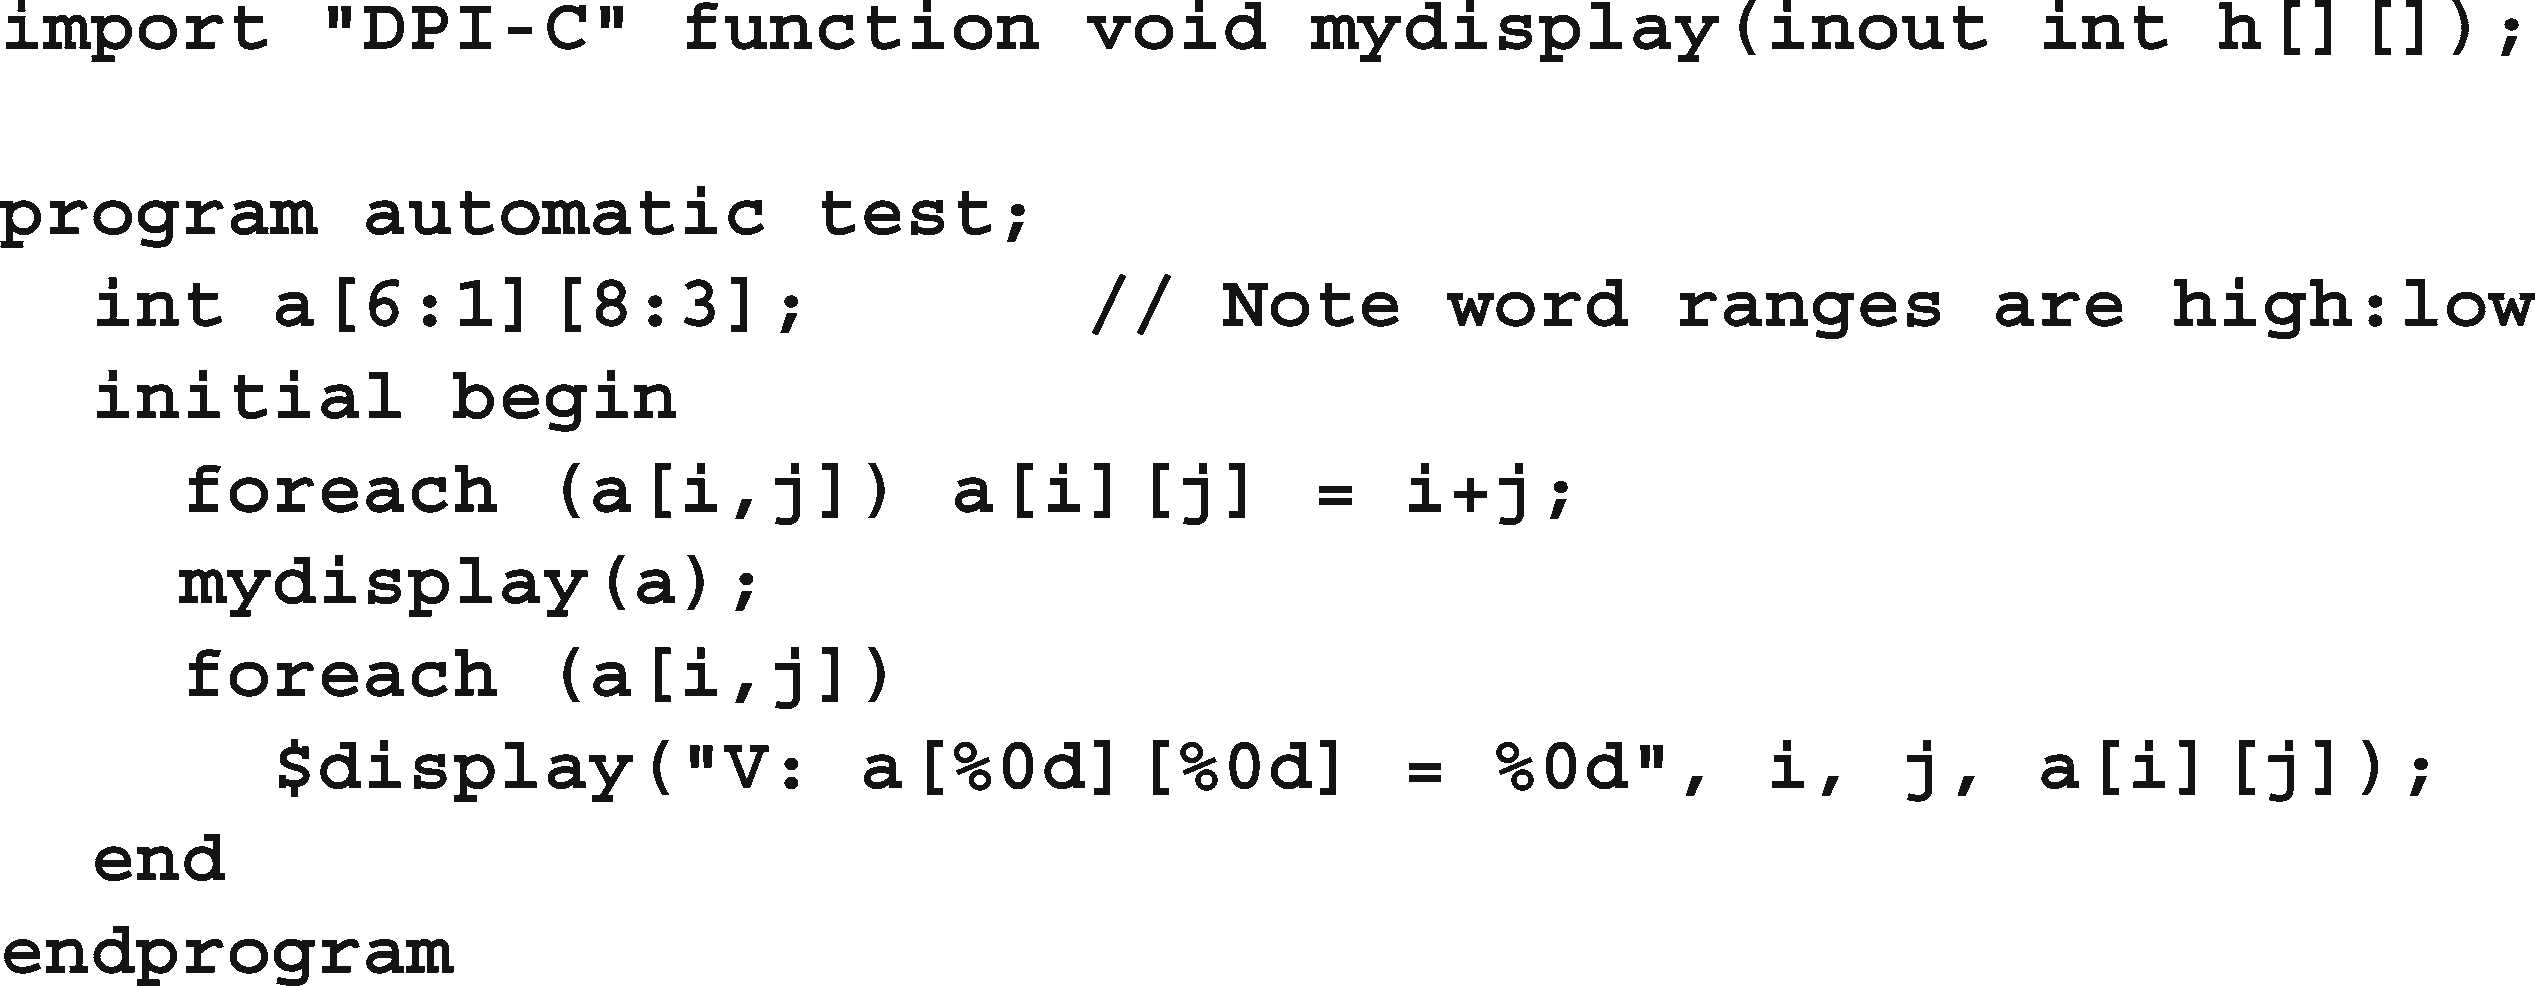 import "DPI-C" function void mydisplay(inout int h[][]);
program automatic test;
int a[6:1][8:3]; // Note word ranges are high:low
initial begin
foreach (a[i,j]) a[i][j] = i+j;
mydisplay(a);
foreach (a[i,j])
$display("V: a[%0d][%0d] = %0d", i, j, a[i][j]);
end
endprogram